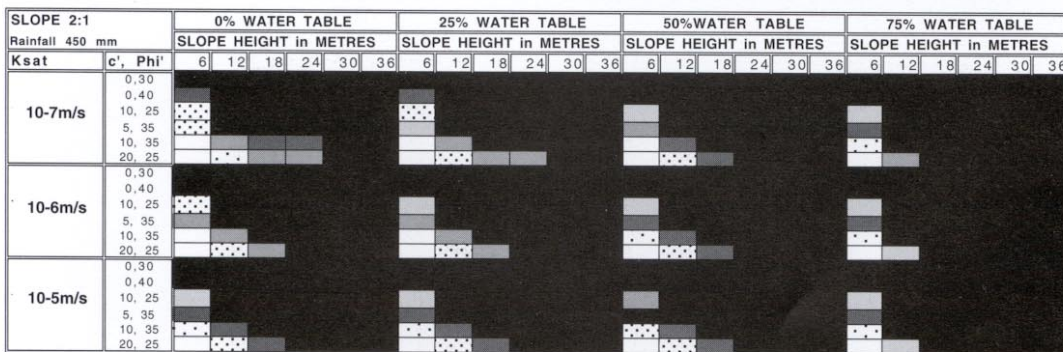 SLOPE 2:1 0% WATER TABLE 25% WATER TABLE 50%WATER TABLE 75% WATER TABLE
Rainfall 450 mm SLOPE HEIGHT in METRES SLOPE HEIGHT in METRES SLOPE HEIGHT in METRES SLOPE HEIGHT in METRES
Ksat c', Phi' 6 12 18 24 30 36 6 12 18 24 30 36 6 12 18 24 30 36 6 12 18 24 30 36
0,30
0,40
10-7m/s 10, 25
5, 35
10, 35
20, 25
0,30
0,40
10-6m/s 10, 25
5, 35
10, 35
20, 25
0,30
0,40
10-5m/s 10, 25
5, 35
10, 35
20, 25